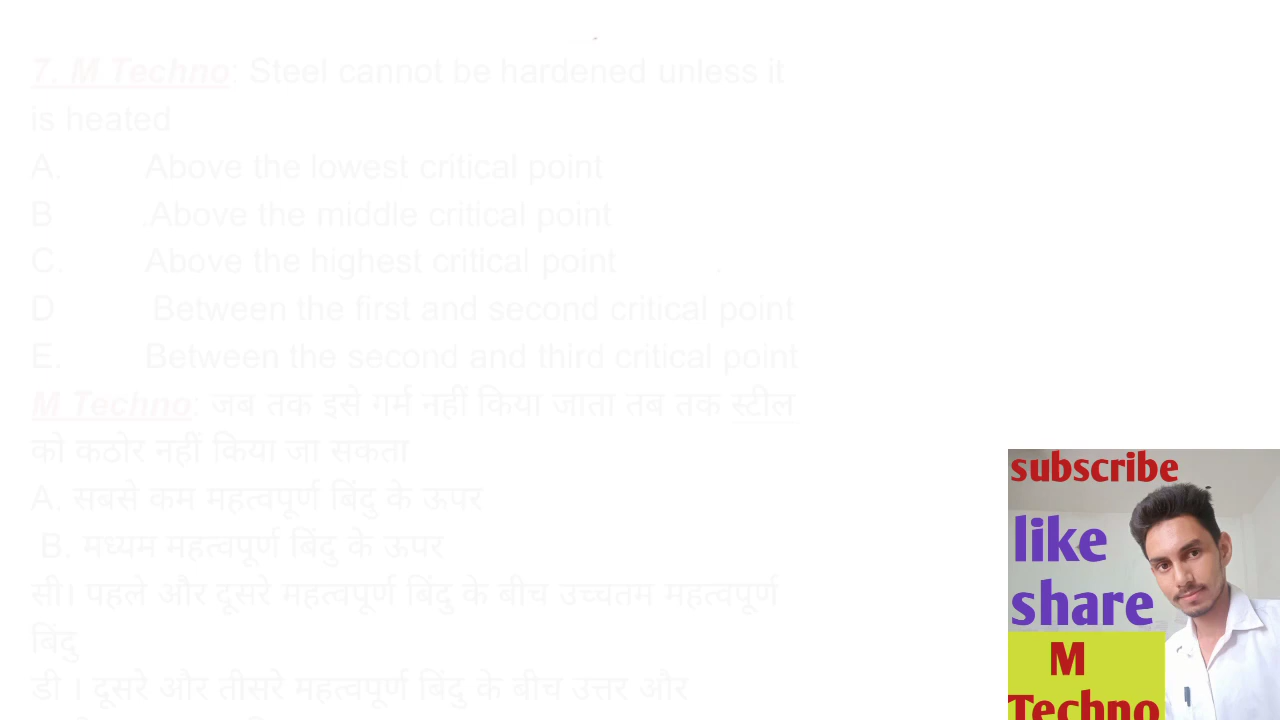 7. M Techno: Steel cannot be hardened unless it
is heated
A. Above the lowest critical point
B .Above the middle critical point
C. Above the highest critical point .
D Between the first and second critical point
E. Between the second and third critical point
M Techno: जब तक इसे गर्म नहीं किया जाता तब तक स्टील
को कठोर नहीं किया जा सकता
A. सबसे कम महत्वपूर्ण बिंदु के ऊपर
B. मध्यम महत्वपूर्ण बिंदु के ऊपर
सी। पहले और दूसरे महत्वपूर्ण बिंदु के बीच उच्चतम महत्वपूर्ण
बिंदु
डी । दूसरे और तीसरे महत्वपूर्ण बिंदु के बीच उत्तर और
subscribe
like
share
M
Techno